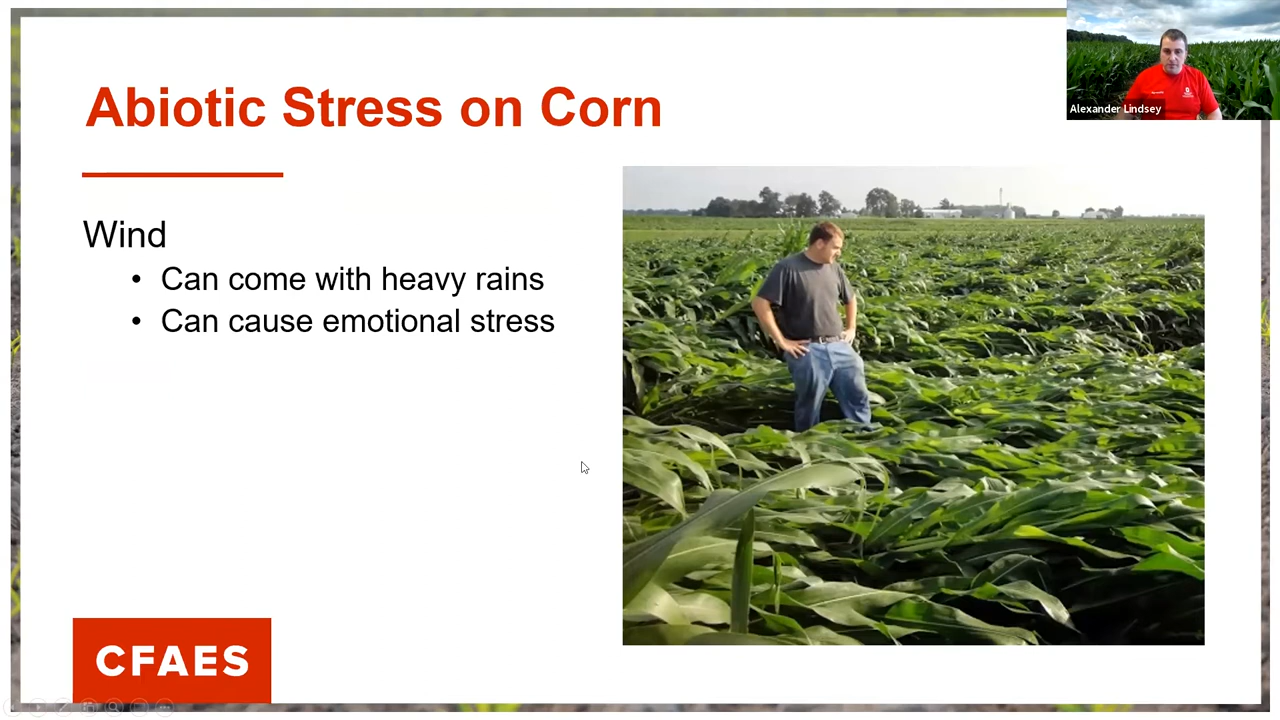 Abiotic Stress on Corn
Alexander Lindsey
Wind
• Can come with heavy rains
• Can cause emotional stress
CFAES